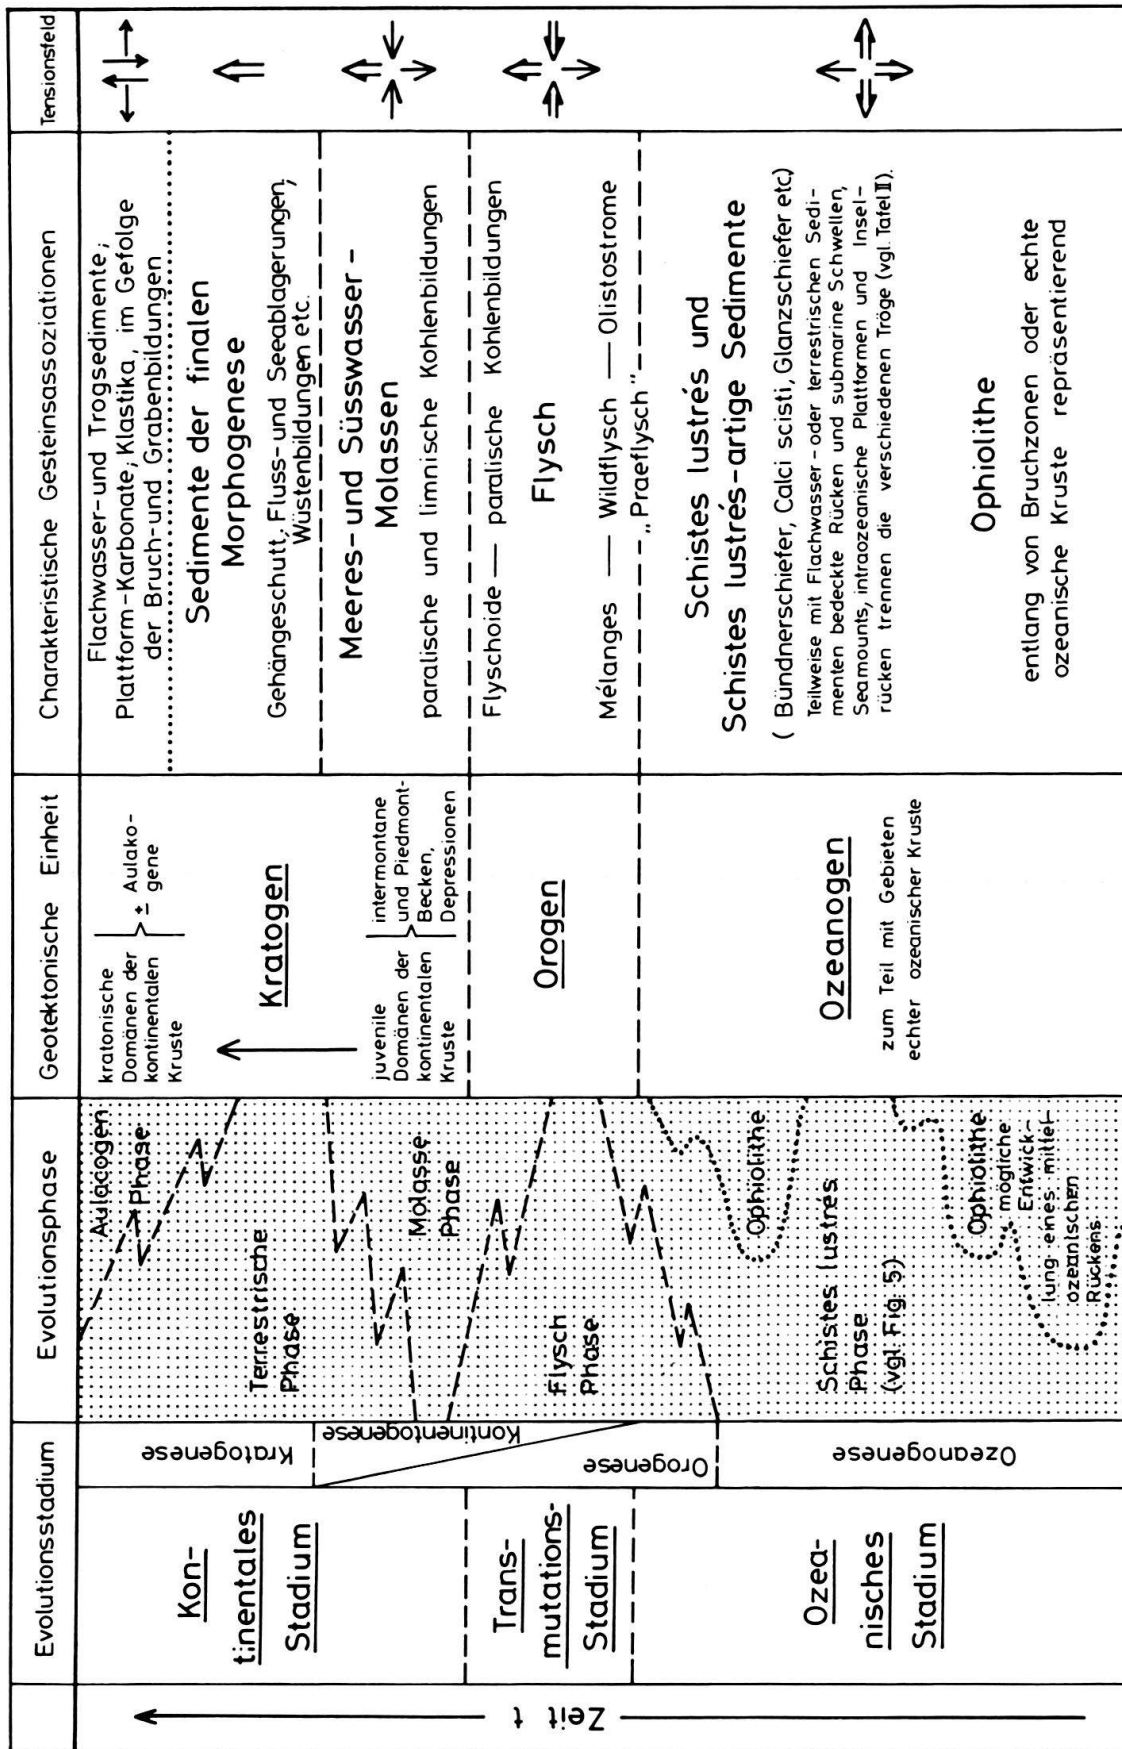 Evolutionsstadium
Evolutionsphase
Geotektonische Einheit
Charakteristische Gesteinsassoziationen
Tensionsfeld
Zeit t
Kon-
tinentales
Stadium
Trans-
mutations-
Stadium
Ozea-
nisches
Stadium
Kratogenese
Kontinentogenese
Orogenese
Ozeanogenese
Aulacogen
Phase
Terrestrische
Phase
Molasse
Phase
Flysch
Phase
Ophiolithe
Schistes lustres
Phase
(vgl. Fig. 5)
Ophiolithe
mögliche
Entwick-
lung eines mittel-
ozeanischen
Rückens
kratonische
Domänen der
kontinentalen
Kruste
± Aulako-
gene
Kratogen
juvenile
Domänen der
kontinentalen
Kruste
intermontane
und Piedmont-
Becken,
Depressionen
Orogen
Ozeanogen
zum Teil mit Gebieten
echter ozeanischer Kruste
Flachwasser-und Trogsedimente,
Plattform-Karbonate, Klastika, im Gefolge
der Bruch-und Grabenbildungen
Sedimente der finalen
Morphogenese
Gehängeschutt, Fluss-und Seeablagerungen,
Wüstenbildungen etc.
Meeres-und Süsswasser-
Molassen
paralische und limnische Kohlenbildungen
Flyschoide — paralische Kohlenbildungen
Flysch
Mélanges — Wildflysch — Olistostrome
„Praeflysch"
Schistes lustrés und
Schistes lustrés-artige Sedimente
( Bündnerschiefer, Calci scisti, Glanzschiefer etc)
Teilweise mit Flachwasser-oder terrestrischen Sedi-
menten bedeckte Rücken und submarine Schwellen,
Seamounts, intraozeanische Plattformen und Insel-
rücken trennen die verschiedenen Tröge (vgl. Tafel II).
Ophiolithe
entlang von Bruchzonen oder echte
ozeanische Kruste repräsentierend